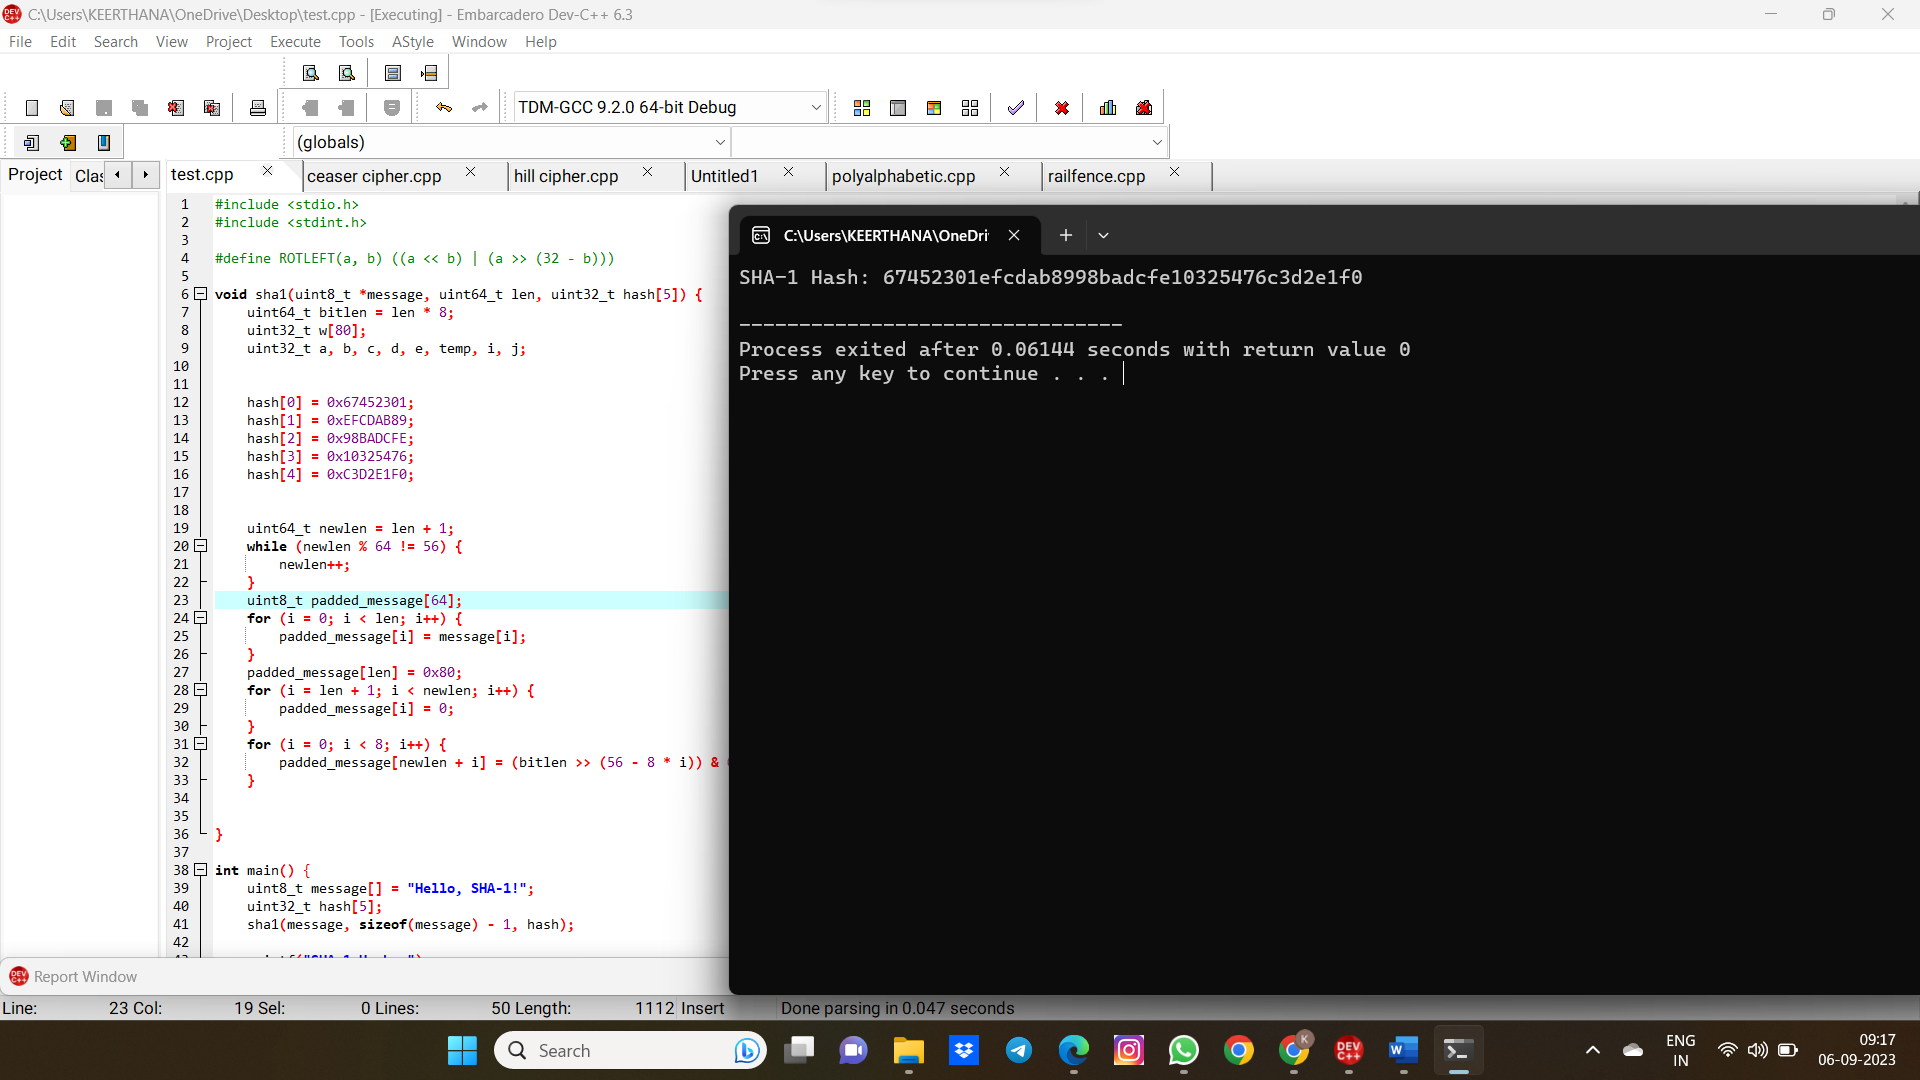 C:\Users\KEERTHANA\OneDrive\Desktop\test.cpp - [Executing] - Embarcadero Dev-C++ 6.3
File Edit Search View Project Execute Tools AStyle Window Help
TDM-GCC 9.2.0 64-bit Debug
(globals)
Project Clas test.cpp ceaser cipher.cpp hill cipher.cpp Untitled1 polyalphabetic.cpp railfence.cpp
1 #include <stdio.h>
2 #include <stdint.h>
3
4 #define ROTLEFT(a, b) ((a << b) | (a >> (32 - b)))
5
6 void sha1(uint8_t *message, uint64_t len, uint32_t hash[5]) {
7 uint64_t bitlen = len * 8;
8 uint32_t w[80];
9 uint32_t a, b, c, d, e, temp, i, j;
10
11
12 hash[0] = 0x67452301;
13 hash[1] = 0xEFCDAB89;
14 hash[2] = 0x98BADCFE;
15 hash[3] = 0x10325476;
16 hash[4] = 0xC3D2E1F0;
17
18
19 uint64_t newlen = len + 1;
20 while (newlen % 64 != 56) {
21 newlen++;
22 }
23 uint8_t padded_message[64];
24 for (i = 0; i < len; i++) {
25 padded_message[i] = message[i];
26 }
27 padded_message[len] = 0x80;
28 for (i = len + 1; i < newlen; i++) {
29 padded_message[i] = 0;
30 }
31 for (i = 0; i < 8; i++) {
32 padded_message[newlen + i] = (bitlen >> (56 - 8 * i)) &
33 }
34
35
36 }
37
38 int main() {
39 uint8_t message[] = "Hello, SHA-1!";
40 uint32_t hash[5];
41 sha1(message, sizeof(message) - 1, hash);
42
C:\Users\KEERTHANA\OneDri
SHA-1 Hash: 67452301efcdab8998badcfe10325476c3d2e1f0
--------------------------------
Process exited after 0.06144 seconds with return value 0
Press any key to continue . . .
Report Window
Line: 23 Col: 19 Sel: 0 Lines: 50 Length: 1112 Insert Done parsing in 0.047 seconds
Search
ENG
IN
09:17
06-09-2023